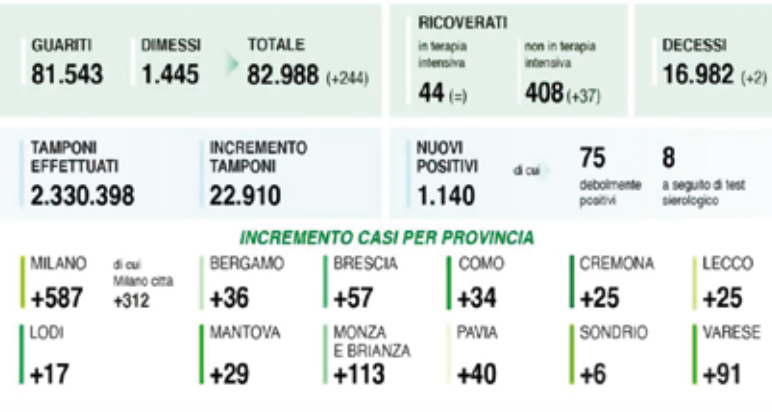 GUARITI
81.543
DIMESSI
1.445
TOTALE
82.988 (+244)
RICOVERATI
in terapia
intensiva
44 (=)
non in terapia
intensiva
408 (+37)
DECESSI
16.982 (+2)
TAMPONI
EFFETTUATI
2.330.398
INCREMENTO
TAMPONI
22.910
NUOVI
POSITIVI
1.140
di cui
75
debolmente
positivi
8
a seguito di test
sierologico
INCREMENTO CASI PER PROVINCIA
MILANO
+587
di cui
Milano città
+312
BERGAMO
+36
BRESCIA
+57
COMO
+34
CREMONA
+25
LECCO
+25
LODI
+17
MANTOVA
+29
MONZA
E BRIANZA
+113
PAVIA
+40
SONDRIO
+6
VARESE
+91